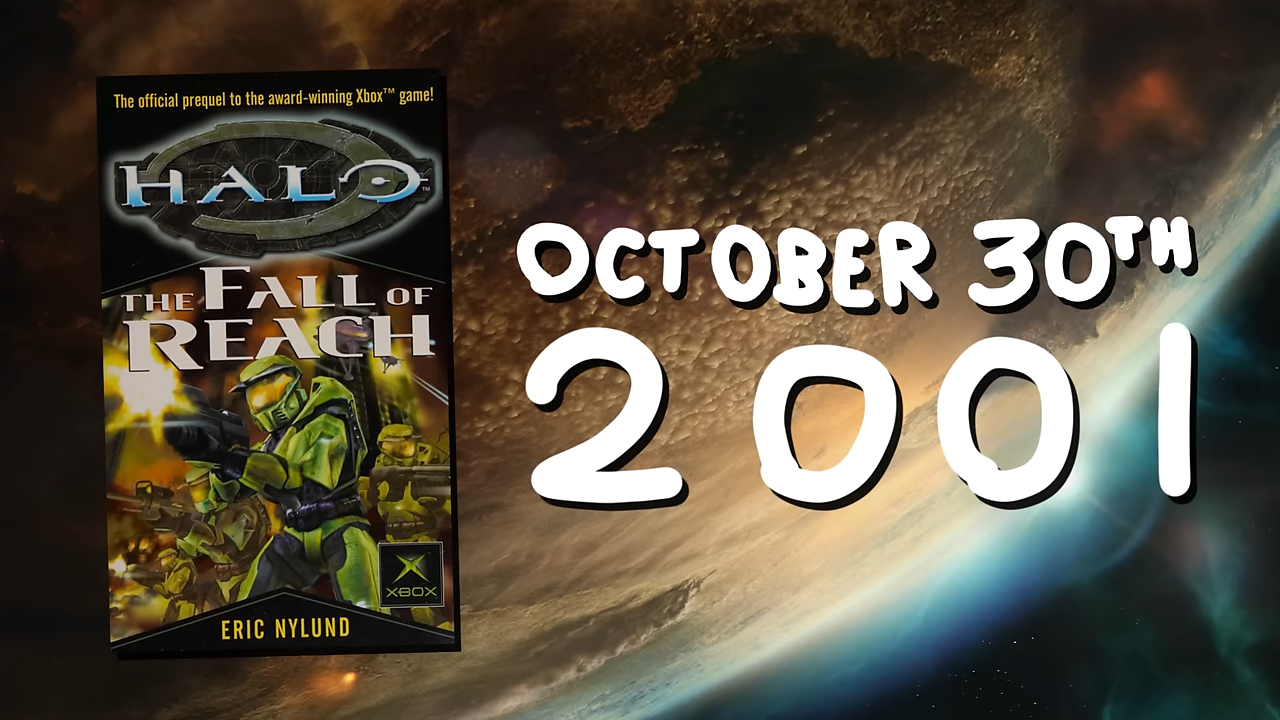 The official prequel to the award-winning Xbox™ game!
HALO™
THE FALL OF
REACH
XBOX
ERIC NYLUND
OCTOBER 30TH
2001